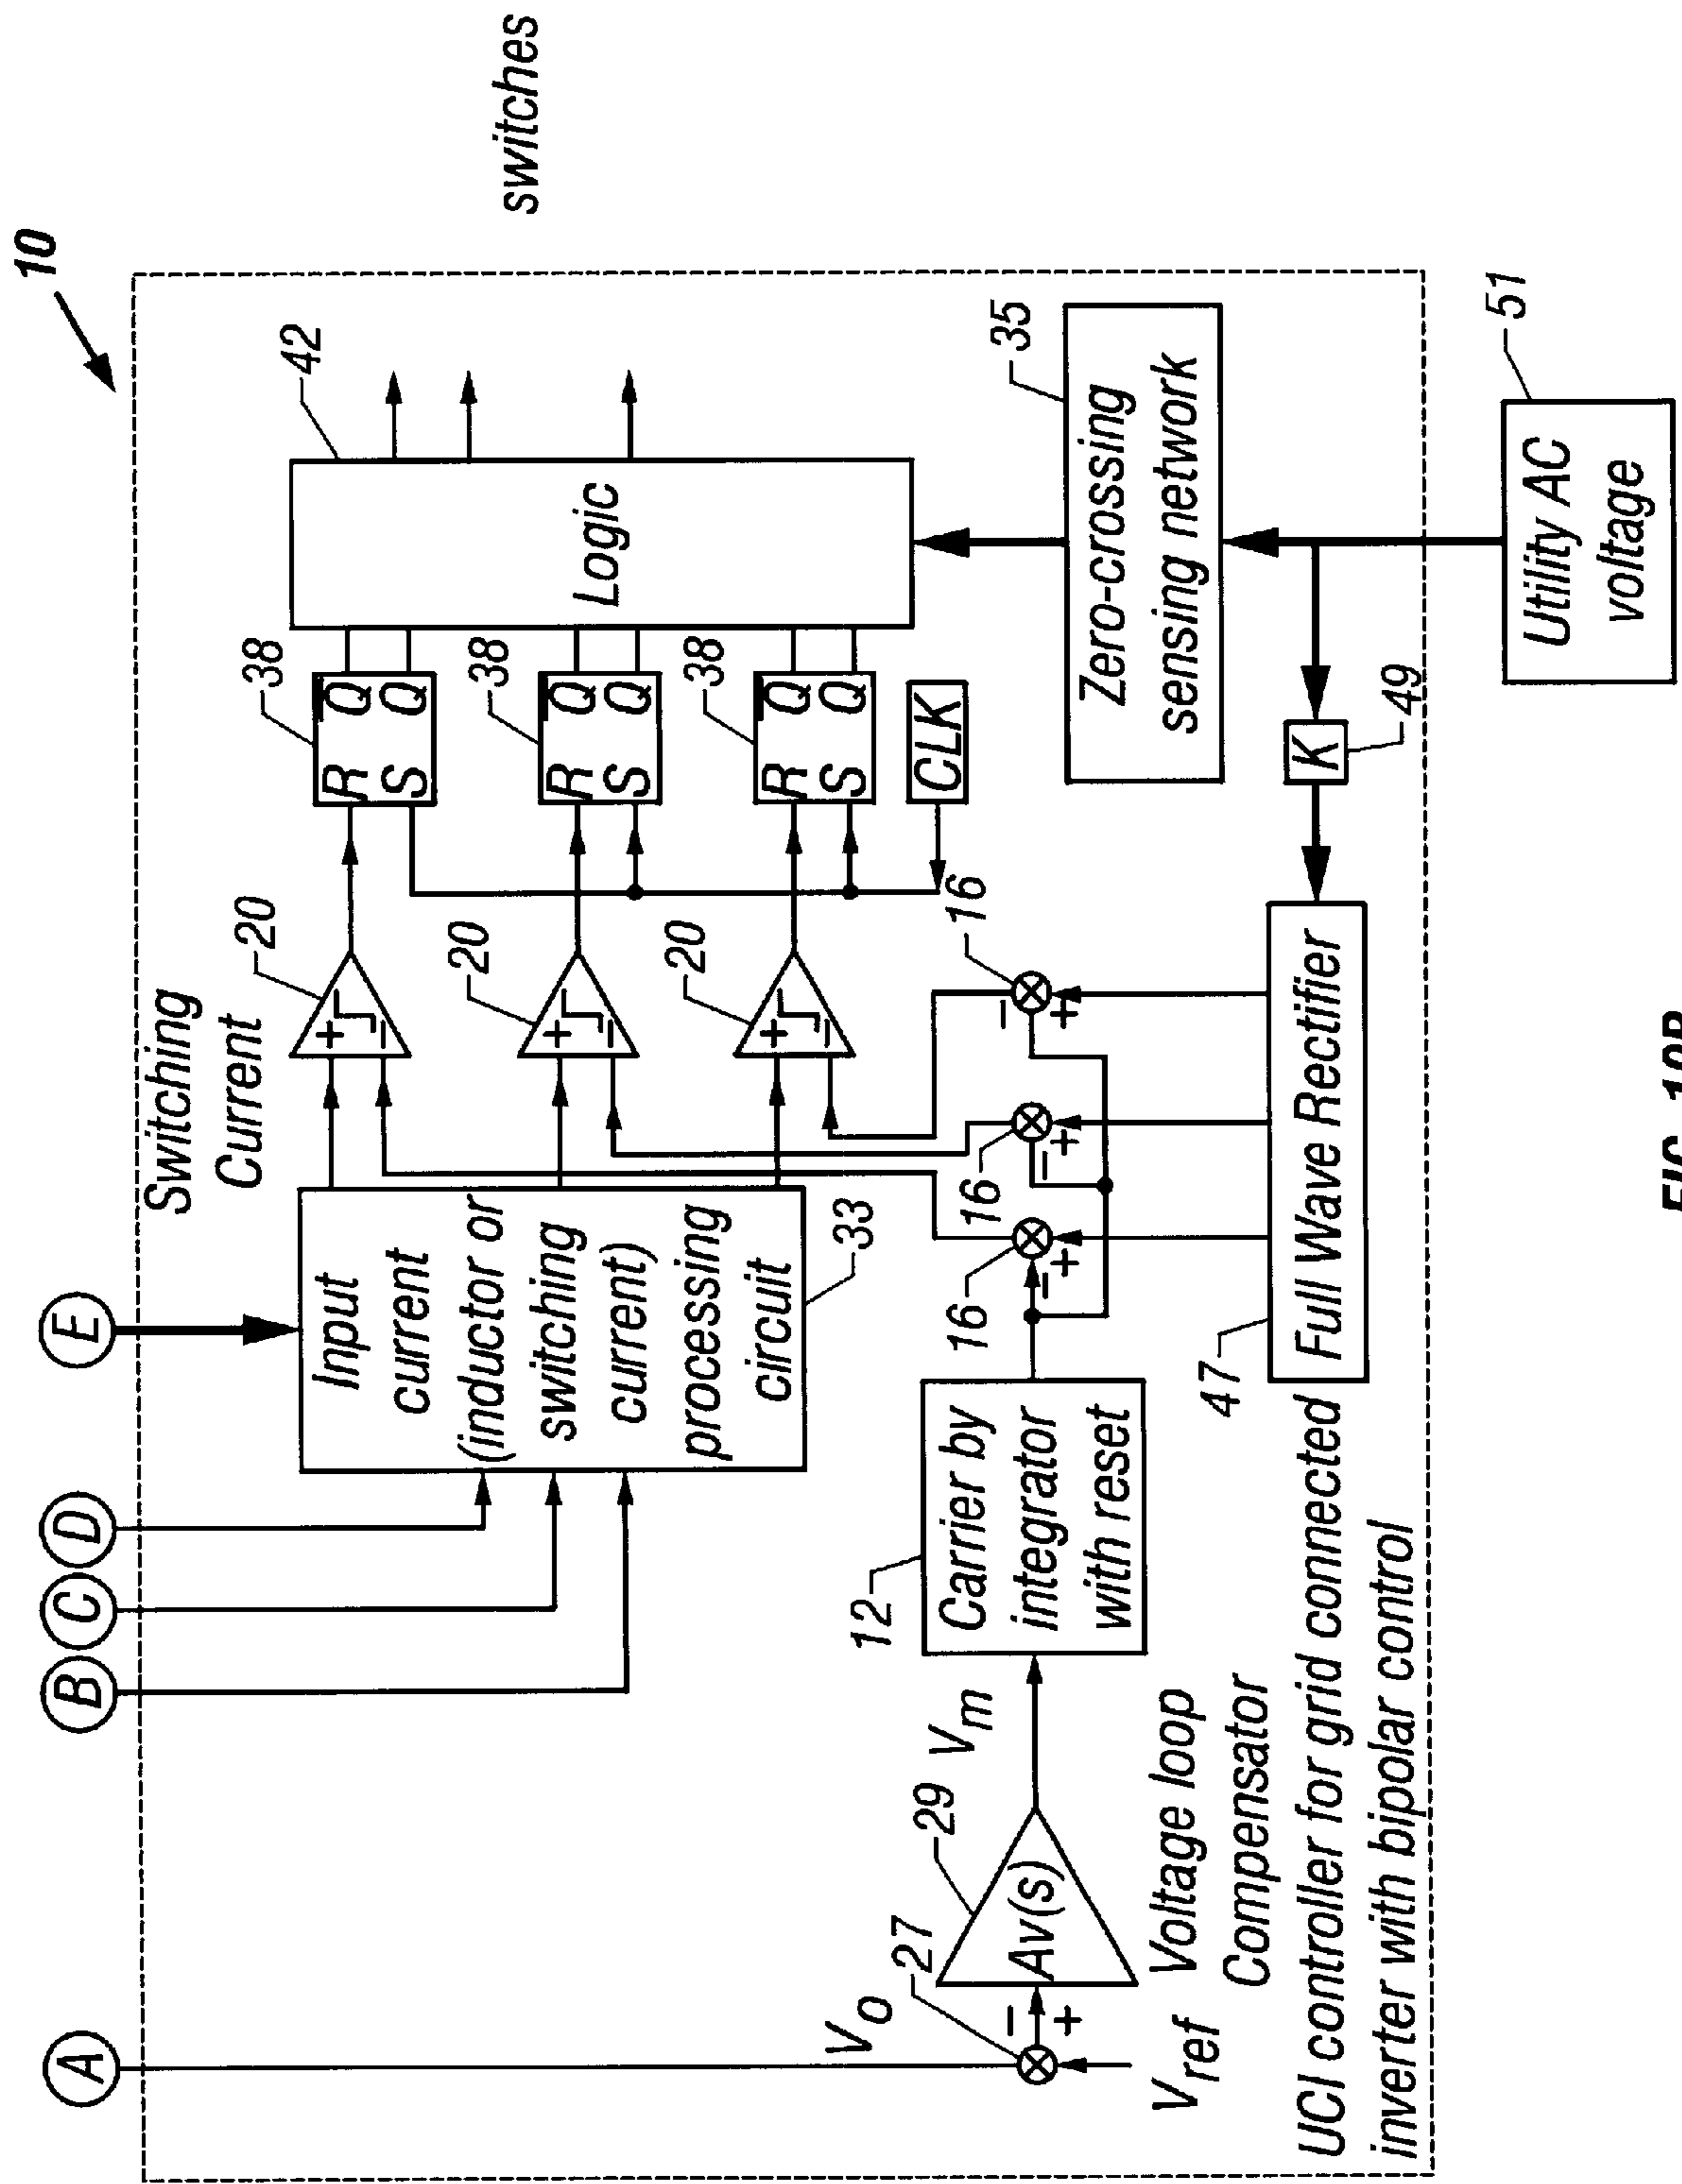 10
A
B
C
D
E
Switching
Current
switches
Input
current
(inductor or
switching
current)
processing
circuit
33
20
+
−
20
+
−
20
+
−
38
R Q
S Q
38
R Q
S Q
38
R Q
S Q
CLK
42
Logic
Vo
27
−
+
Vref
29
Av(s)
Vm
Voltage loop
Compensator
12
Carrier by
integrator
with reset
16
−
+
16
−
+
16
−
+
47
Full Wave Rectifier
K
49
35
Zero-crossing
sensing network
51
Utility AC
voltage
UCI controller for grid connected
inverter with bipolar control